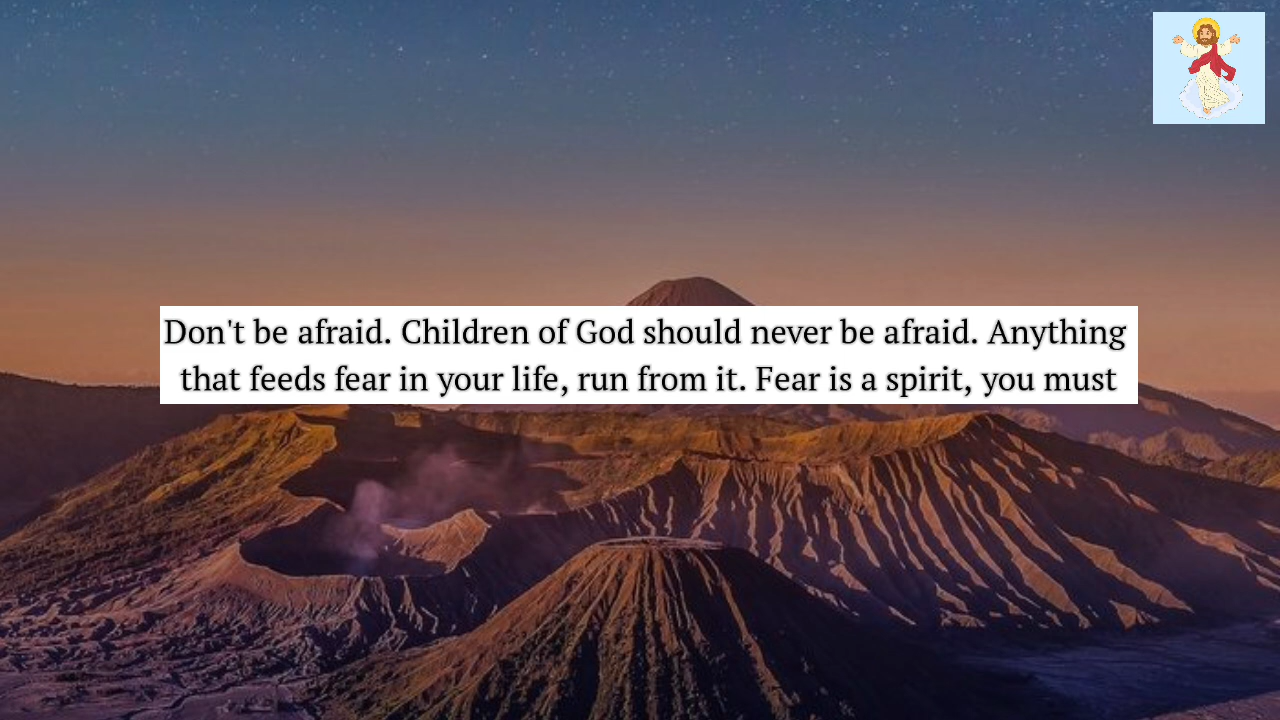 Don't be afraid. Children of God should never be afraid. Anything
that feeds fear in your life, run from it. Fear is a spirit, you must